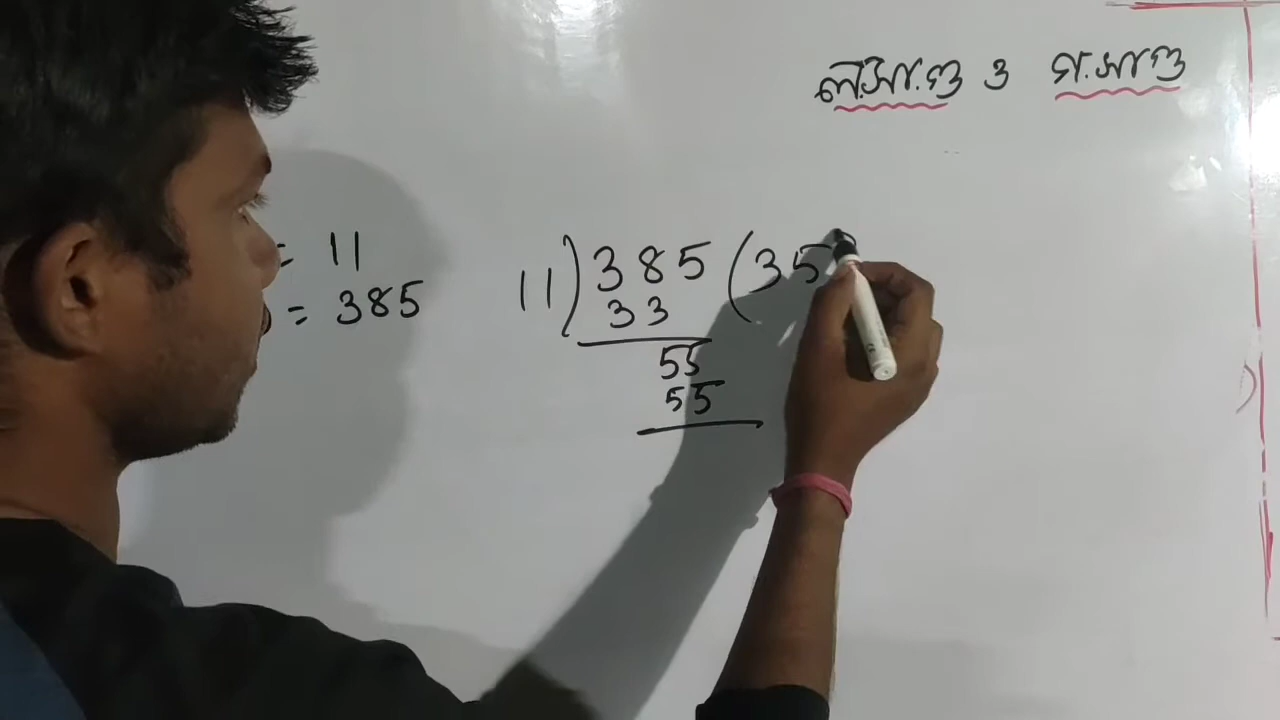 ল.সা.গু ও গ.সা.গু
= 11
= 385
11) 385 (35
33
55
55